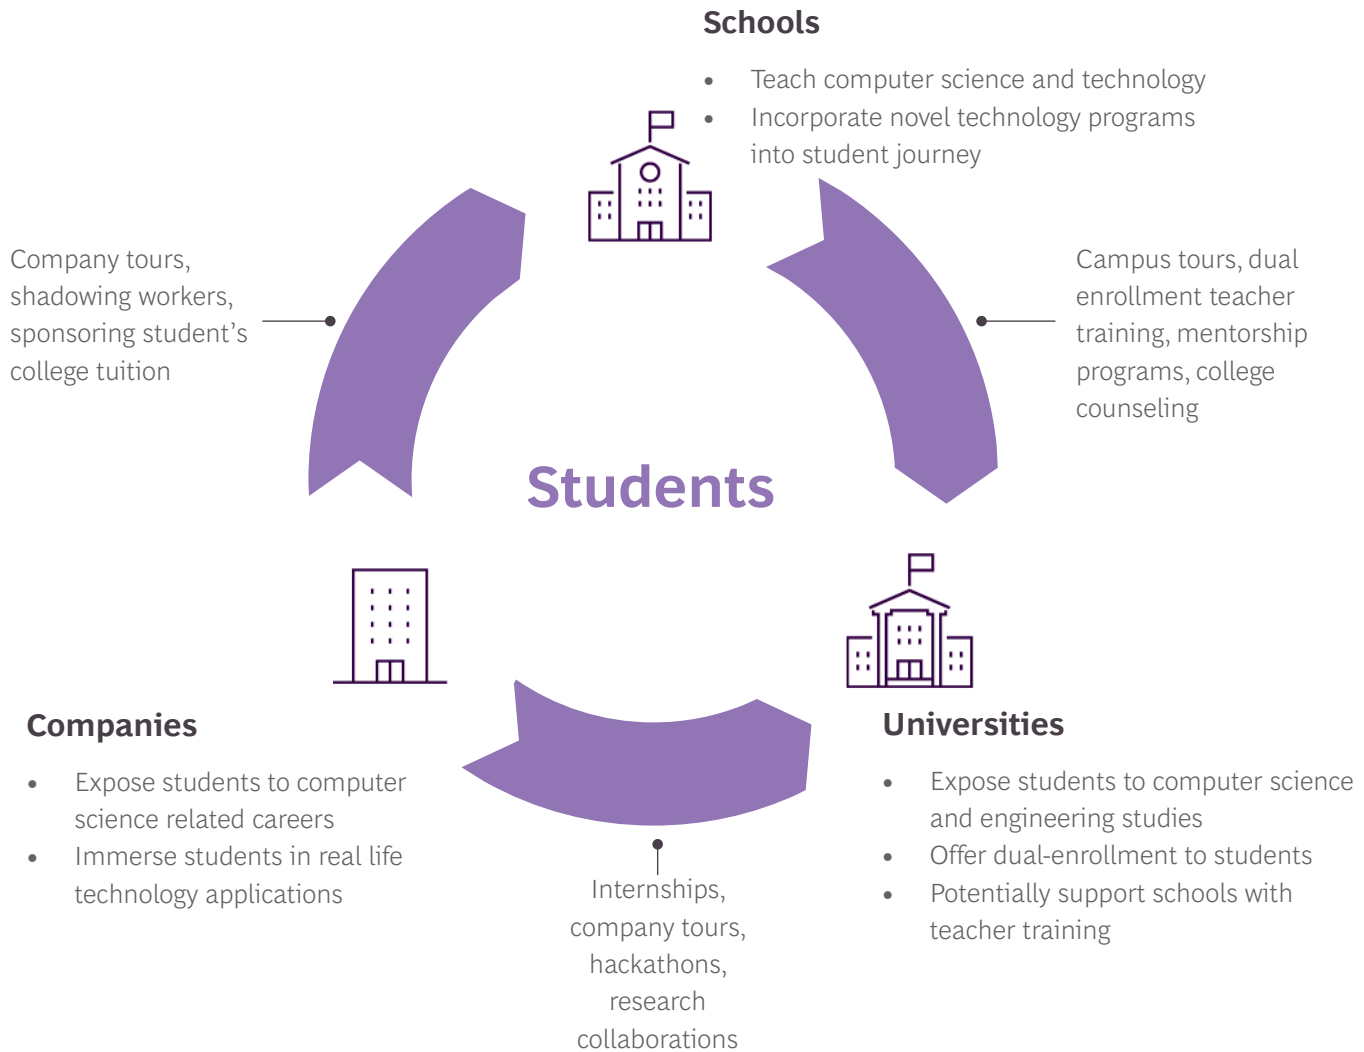 Schools
• Teach computer science and technology
• Incorporate novel technology programs
into student journey
Company tours,
shadowing workers,
sponsoring student’s
college tuition
Campus tours, dual
enrollment teacher
training, mentorship
programs, college
counseling
Students
Companies
• Expose students to computer
science related careers
• Immerse students in real life
technology applications
Universities
• Expose students to computer science
and engineering studies
• Offer dual-enrollment to students
• Potentially support schools with
teacher training
Internships,
company tours,
hackathons,
research
collaborations